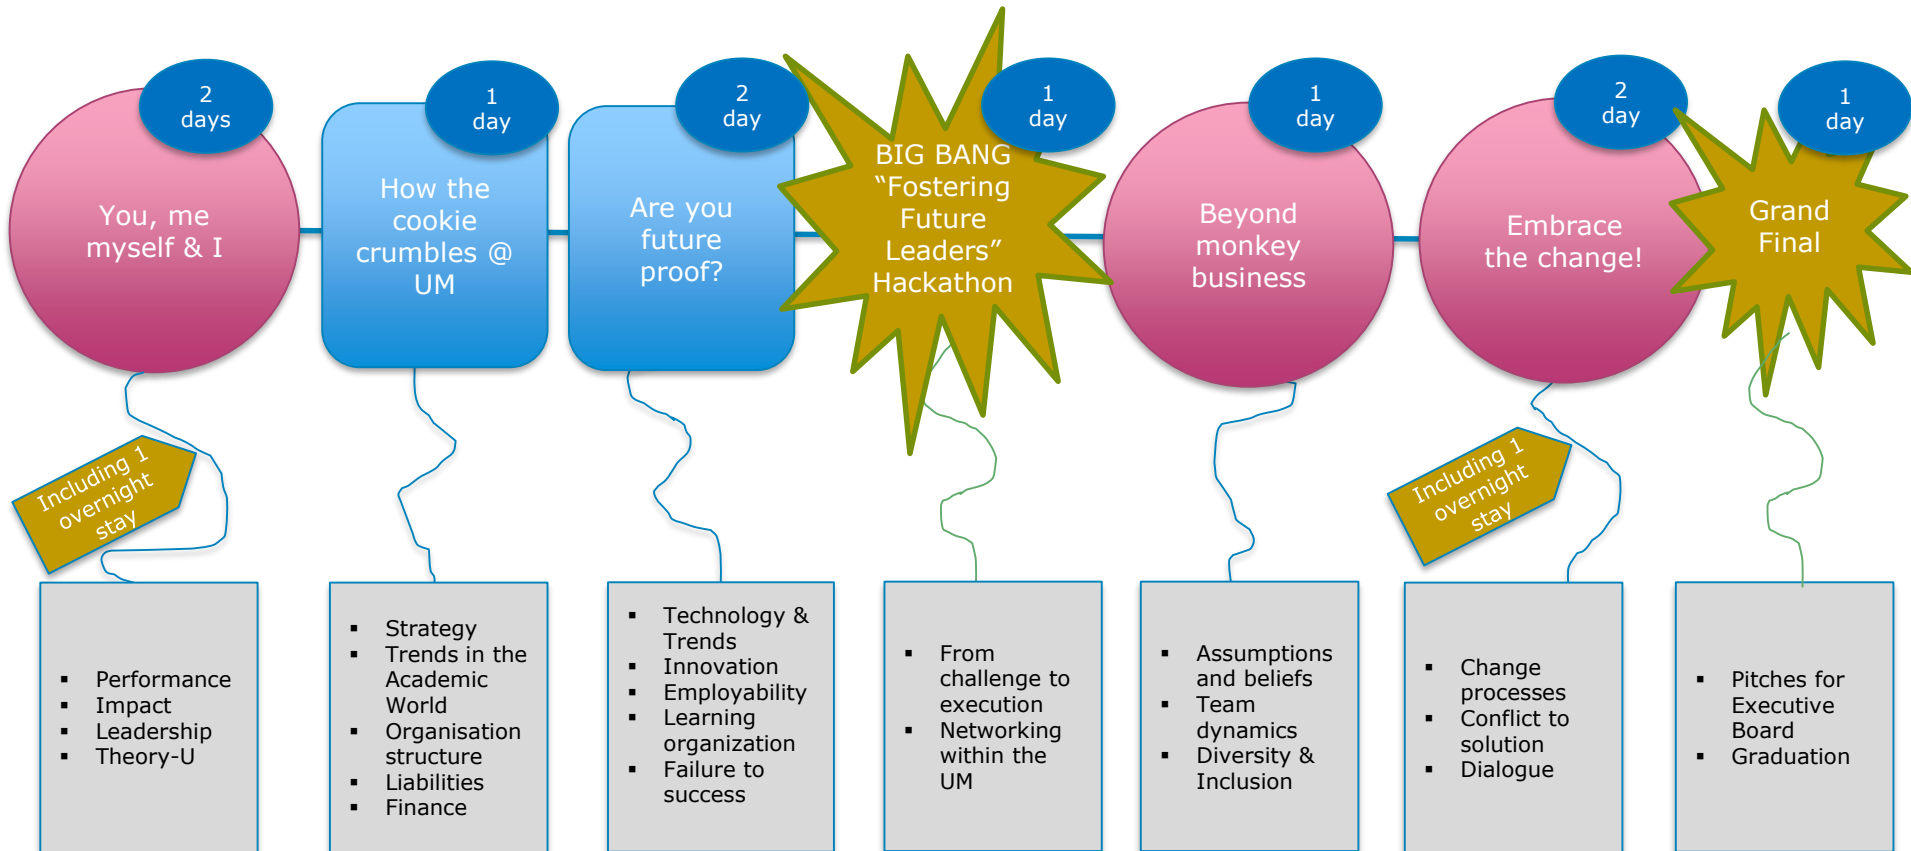 2
days
You, me
myself & I
1
day
How the
cookie
crumbles @
UM
2
day
Are you
future
proof?
1
day
BIG BANG
“Fostering
Future
Leaders”
Hackathon
1
day
Beyond
monkey
business
2
day
Embrace
the change!
1
day
Grand
Final
Including 1
overnight
stay
Including 1
overnight
stay
▪ Performance
▪ Impact
▪ Leadership
▪ Theory-U
▪ Strategy
▪ Trends in the
Academic
World
▪ Organisation
structure
▪ Liabilities
▪ Finance
▪ Technology &
Trends
▪ Innovation
▪ Employability
▪ Learning
organization
▪ Failure to
success
▪ From
challenge to
execution
▪ Networking
within the
UM
▪ Assumptions
and beliefs
▪ Team
dynamics
▪ Diversity &
Inclusion
▪ Change
processes
▪ Conflict to
solution
▪ Dialogue
▪ Pitches for
Executive
Board
▪ Graduation